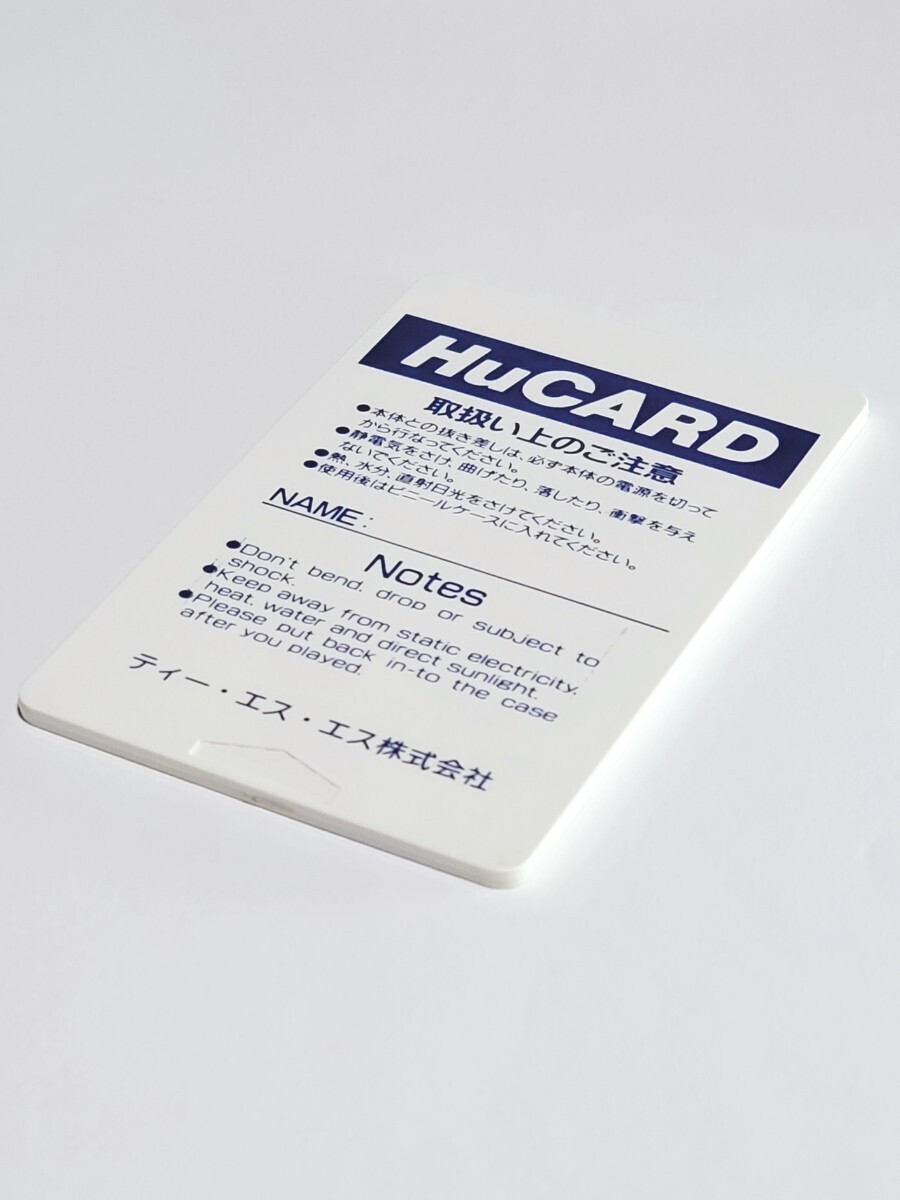 HuCARD
取扱い上のご注意
●本体との抜き差しは、必ず本体の電源を切って
から行なってください。
●静電気をさけ、曲げたり、落したり、衝撃を与え
ないでください。
●熱、水分、直射日光をさけてください。
●使用後はビニールケースに入れてください。
NAME:
Notes
●Don't bend, drop or subject to
shock.
●Keep away from static electricity,
heat, water and direct sunlight.
●Please put back in-to the case
after you played.
ティー・エス・エス株式会社